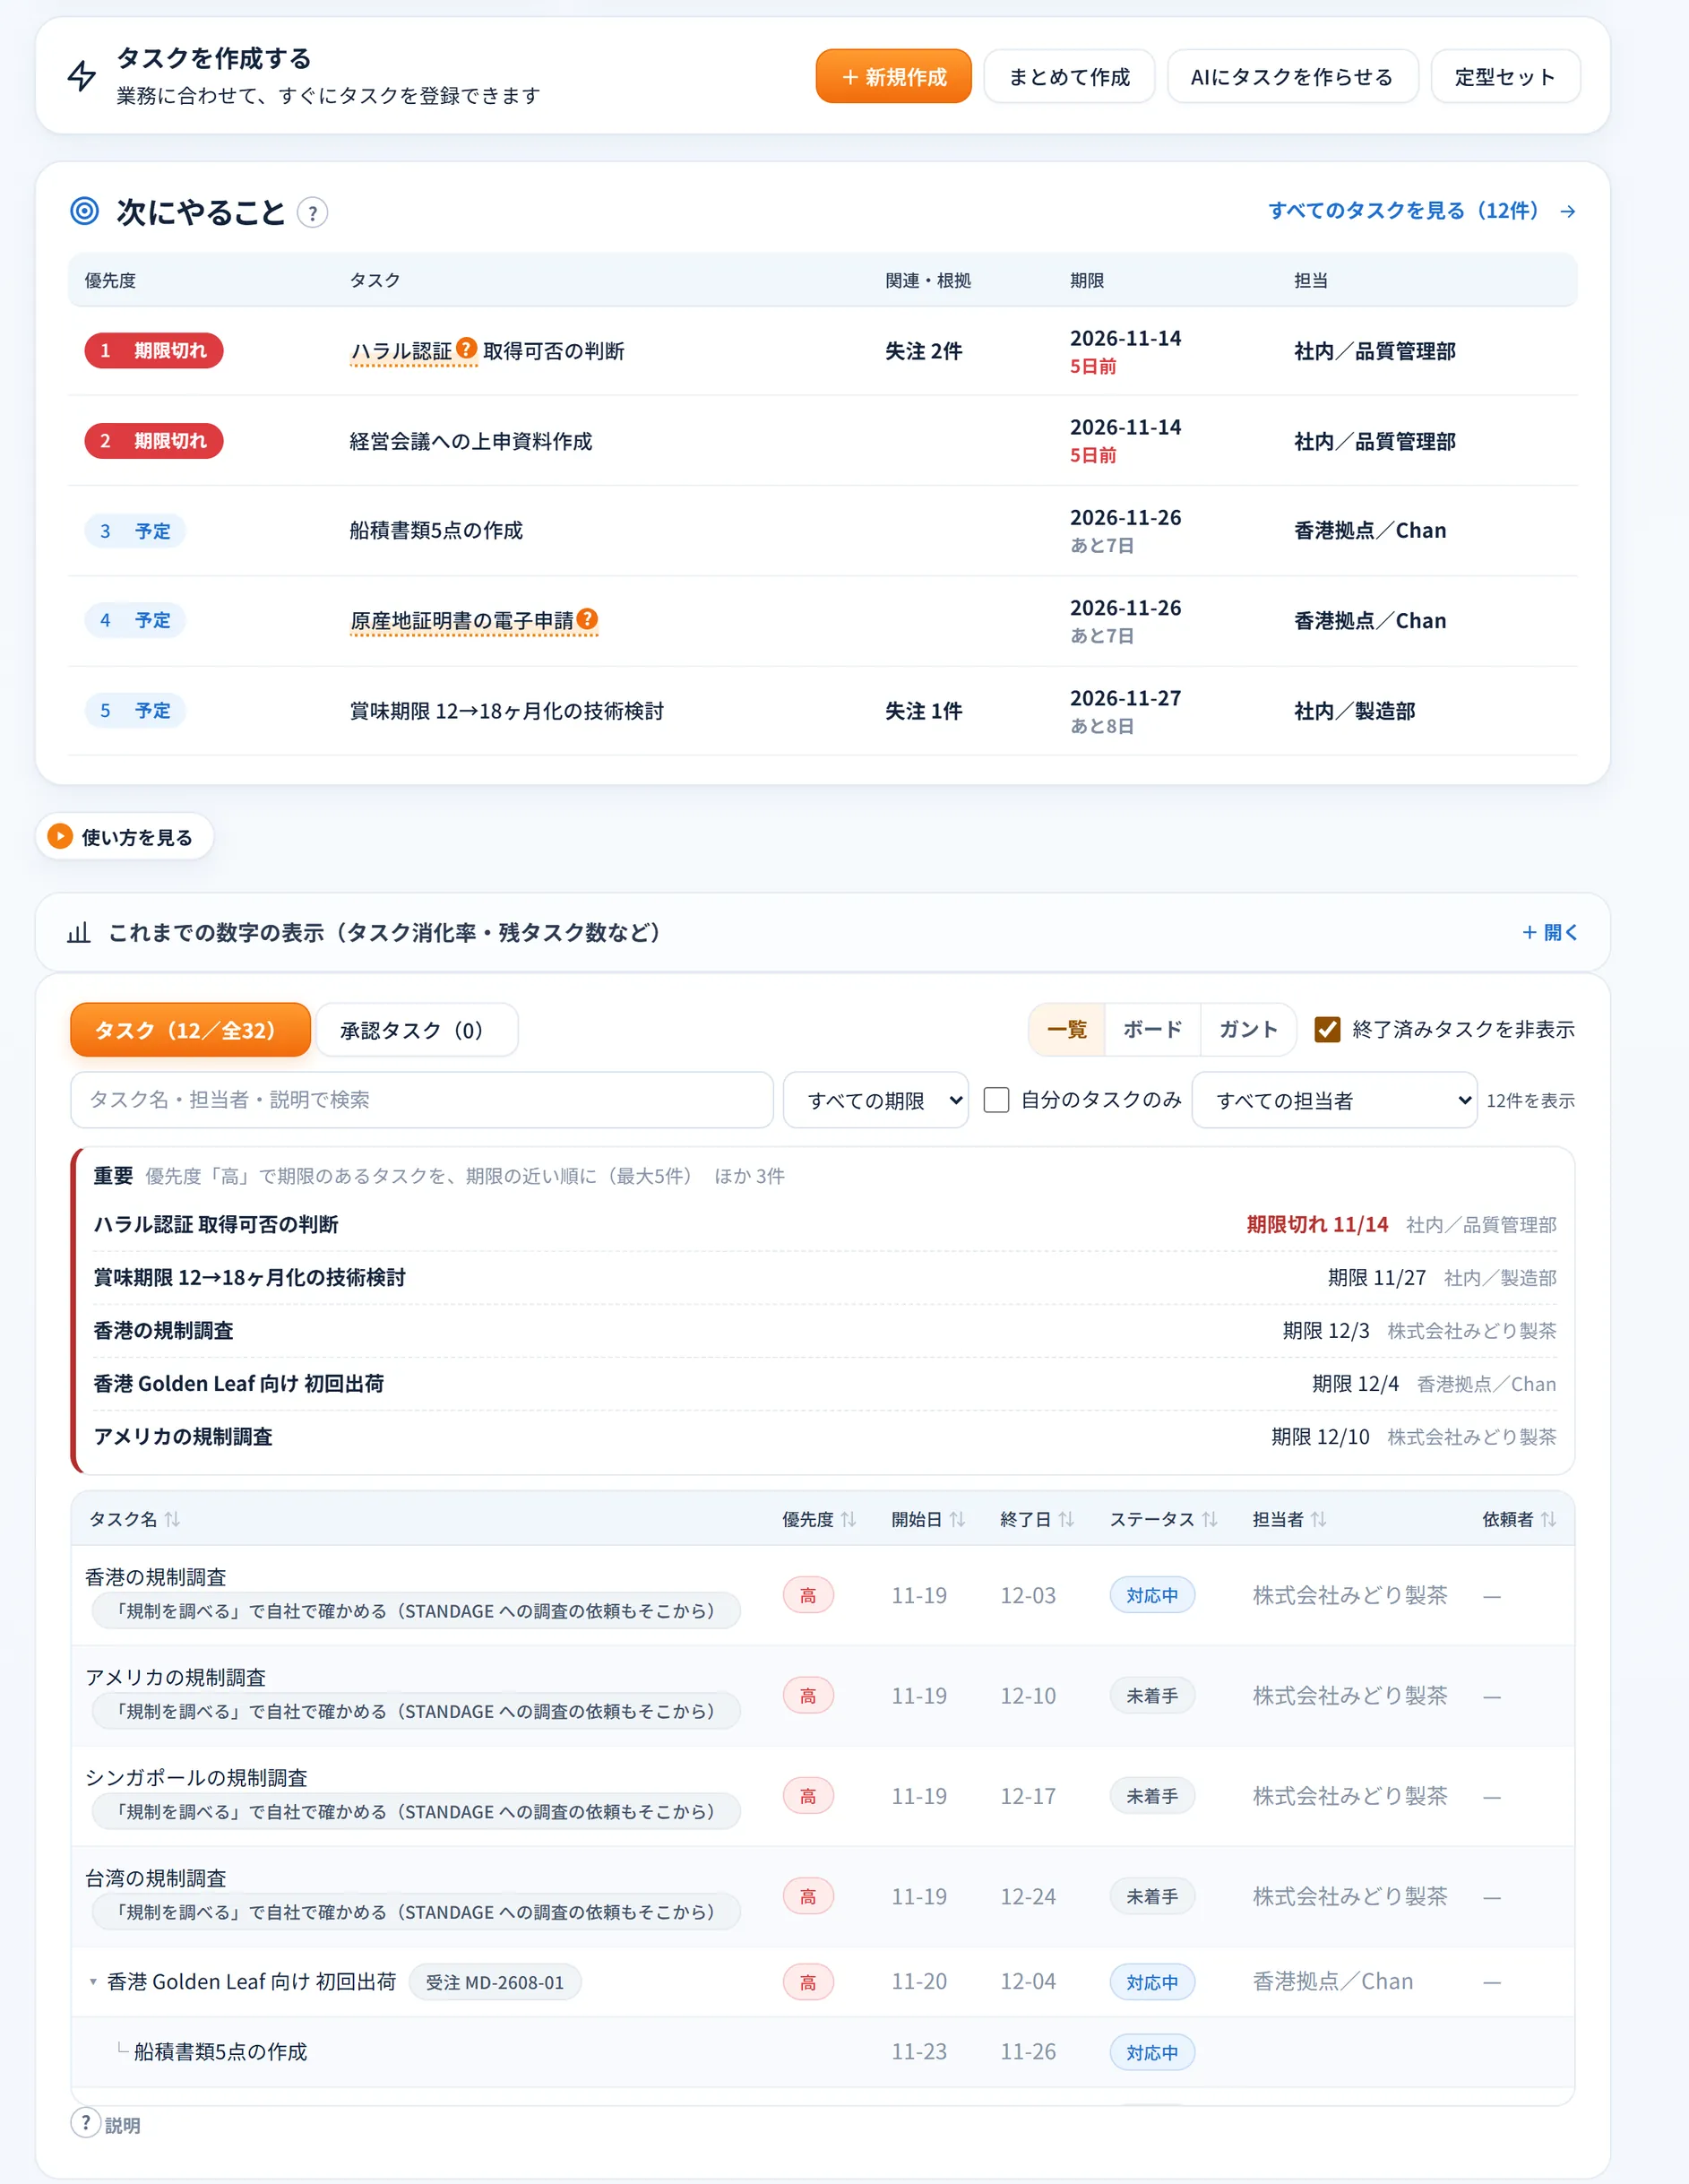 タスクを作成する
業務に合わせて、すぐにタスクを登録できます
＋ 新規作成
まとめて作成
AIにタスクを作らせる
定型セット
次にやること ?
すべてのタスクを見る（12件） →
優先度 タスク 関連・根拠 期限 担当
1 期限切れ ハラル認証 ? 取得可否の判断 失注 2件 2026-11-14 社内／品質管理部
5日前
2 期限切れ 経営会議への上申資料作成 2026-11-14 社内／品質管理部
5日前
3 予定 船積書類5点の作成 2026-11-26 香港拠点／Chan
あと7日
4 予定 原産地証明書の電子申請 ? 2026-11-26 香港拠点／Chan
あと7日
5 予定 賞味期限 12→18ヶ月化の技術検討 失注 1件 2026-11-27 社内／製造部
あと8日
使い方を見る
これまでの数字の表示（タスク消化率・残タスク数など） ＋ 開く
タスク（12／全32） 承認タスク（0） 一覧 ボード ガント 終了済みタスクを非表示
タスク名・担当者・説明で検索 すべての期限 自分のタスクのみ すべての担当者 12件を表示
重要 優先度「高」で期限のあるタスクを、期限の近い順に（最大5件） ほか 3件
ハラル認証 取得可否の判断 期限切れ 11/14 社内／品質管理部
賞味期限 12→18ヶ月化の技術検討 期限 11/27 社内／製造部
香港の規制調査 期限 12/3 株式会社みどり製茶
香港 Golden Leaf 向け 初回出荷 期限 12/4 香港拠点／Chan
アメリカの規制調査 期限 12/10 株式会社みどり製茶
タスク名 優先度 開始日 終了日 ステータス 担当者 依頼者
香港の規制調査
「規制を調べる」で自社で確かめる（STANDAGE への調査の依頼もそこから） 高 11-19 12-03 対応中 株式会社みどり製茶 —
アメリカの規制調査
「規制を調べる」で自社で確かめる（STANDAGE への調査の依頼もそこから） 高 11-19 12-10 未着手 株式会社みどり製茶 —
シンガポールの規制調査
「規制を調べる」で自社で確かめる（STANDAGE への調査の依頼もそこから） 高 11-19 12-17 未着手 株式会社みどり製茶 —
台湾の規制調査
「規制を調べる」で自社で確かめる（STANDAGE への調査の依頼もそこから） 高 11-19 12-24 未着手 株式会社みどり製茶 —
香港 Golden Leaf 向け 初回出荷 受注 MD-2608-01 高 11-20 12-04 対応中 香港拠点／Chan —
船積書類5点の作成 11-23 11-26 対応中
? 説明